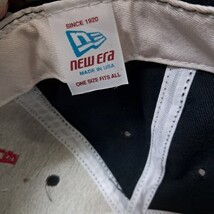 SINCE 1920
NEW ERA
MADE IN USA
ONE SIZE FITS ALL